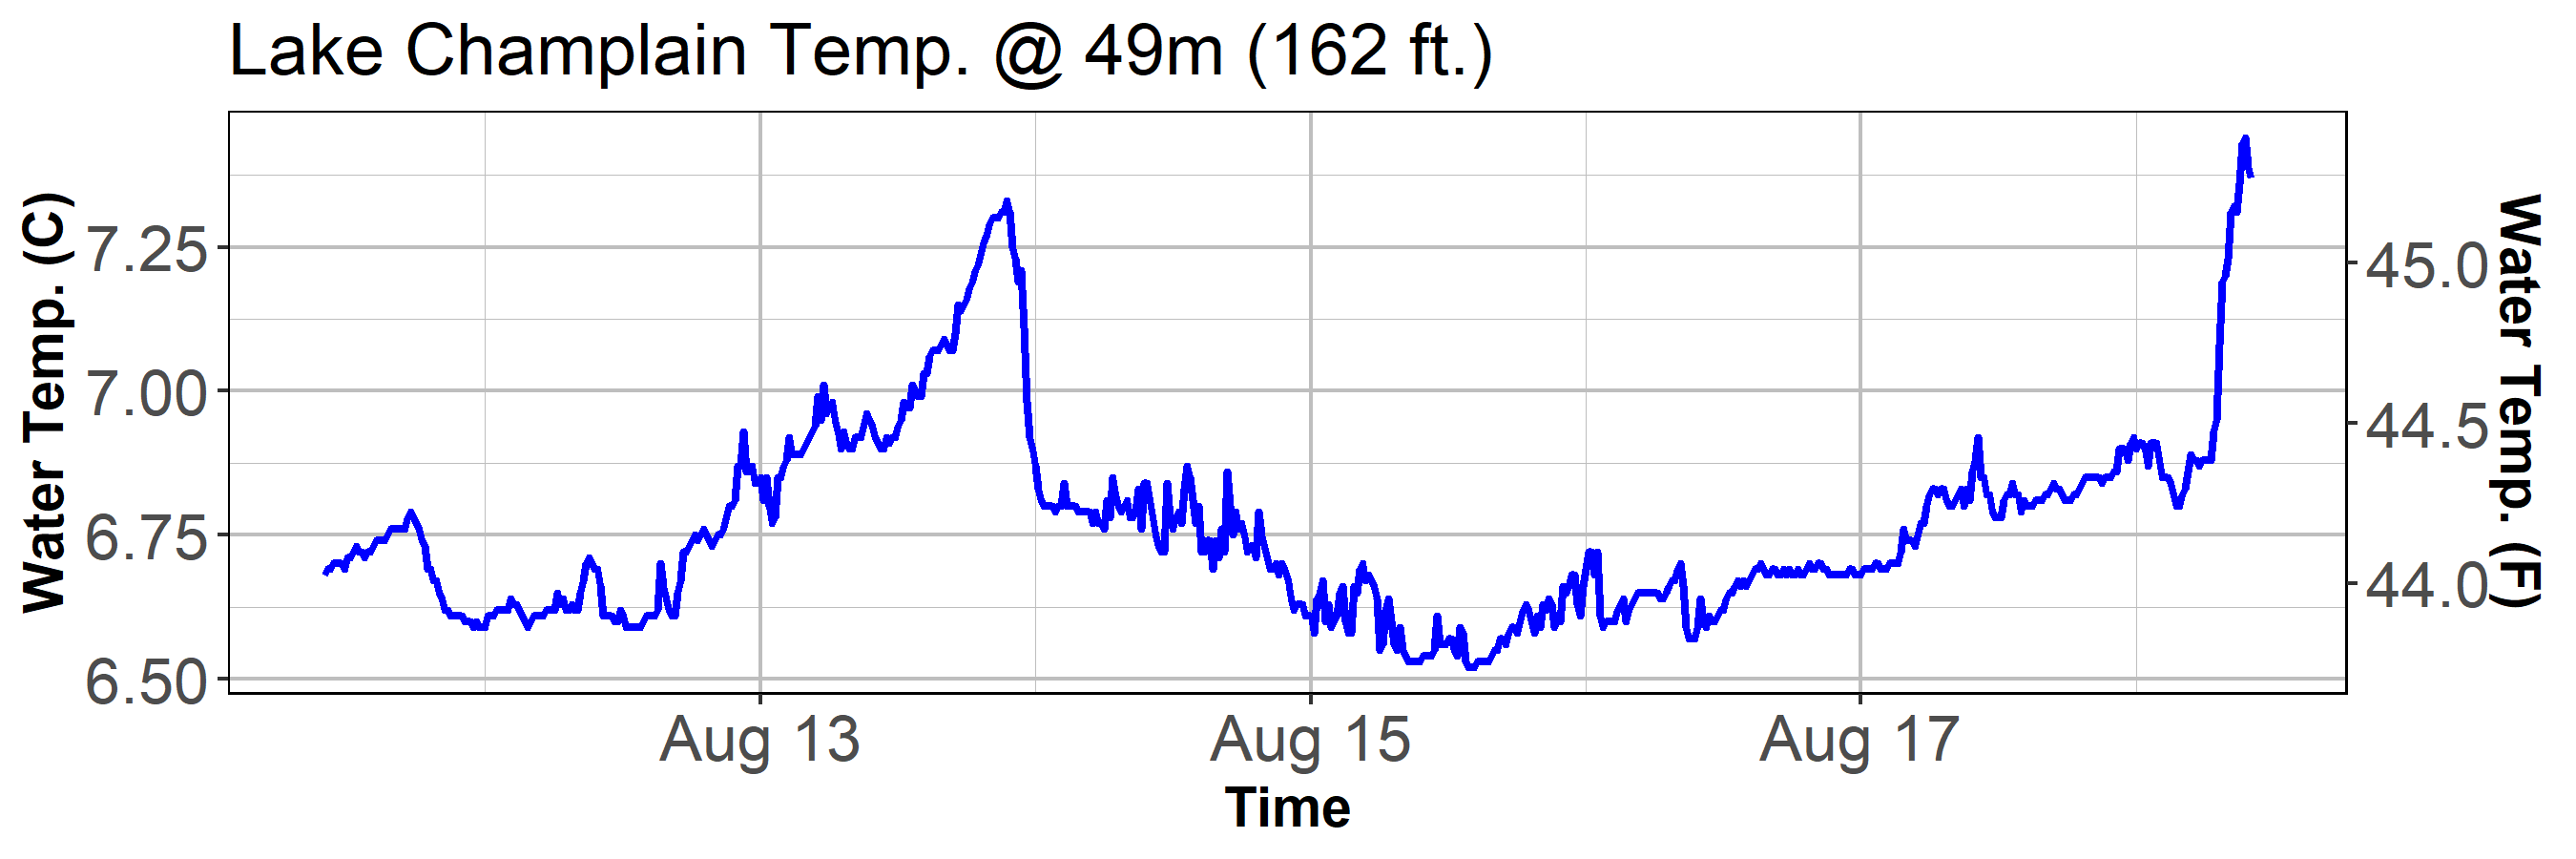 Lake Champlain Temp. @ 49m (162 ft.)
Water Temp. (C)
7.25
7.00
6.75
6.50
45.0
44.5
44.0
Water Temp. (F)
Aug 13 Aug 15 Aug 17
Time